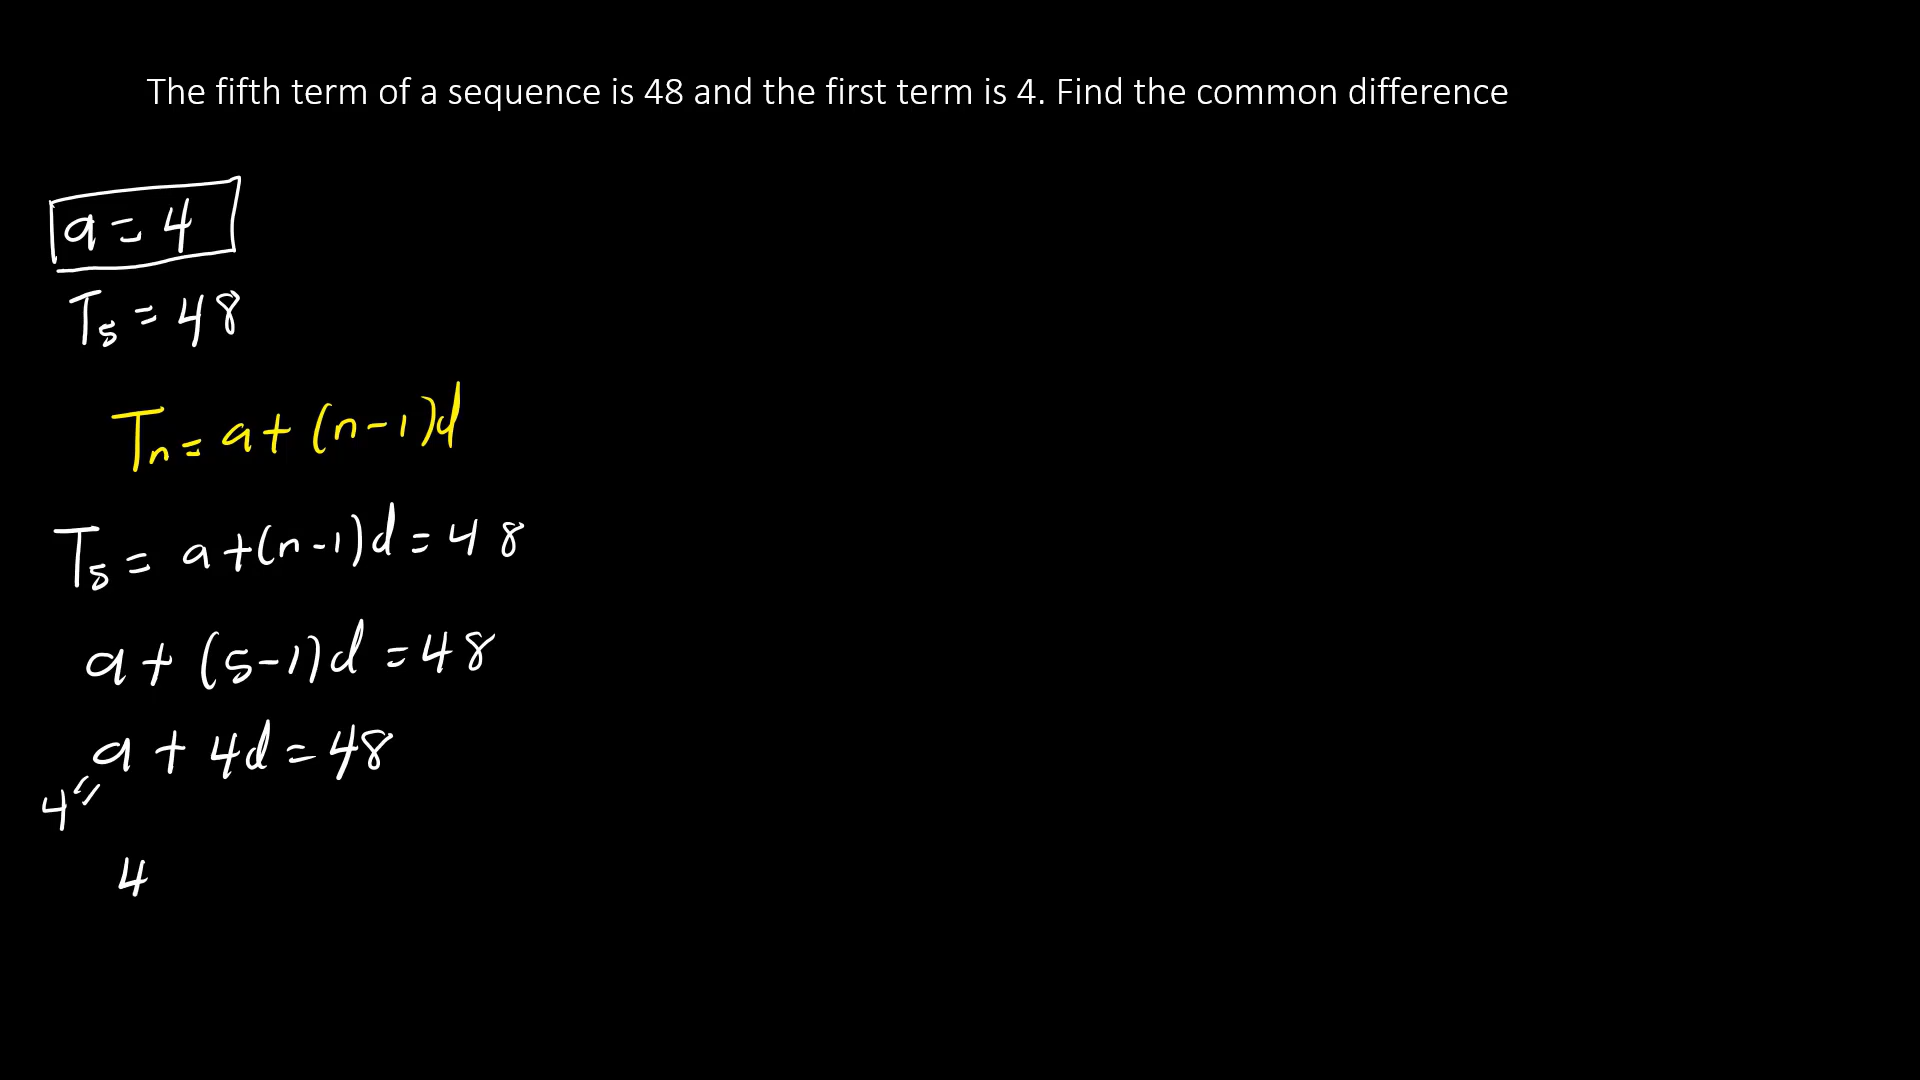 The fifth term of a sequence is 48 and the first term is 4. Find the common difference
a = 4
T₅ = 48
Tₙ = a + (n-1)d
T₅ = a + (n-1)d = 48
a + (5-1)d = 48
a + 4d = 48
4 =
4